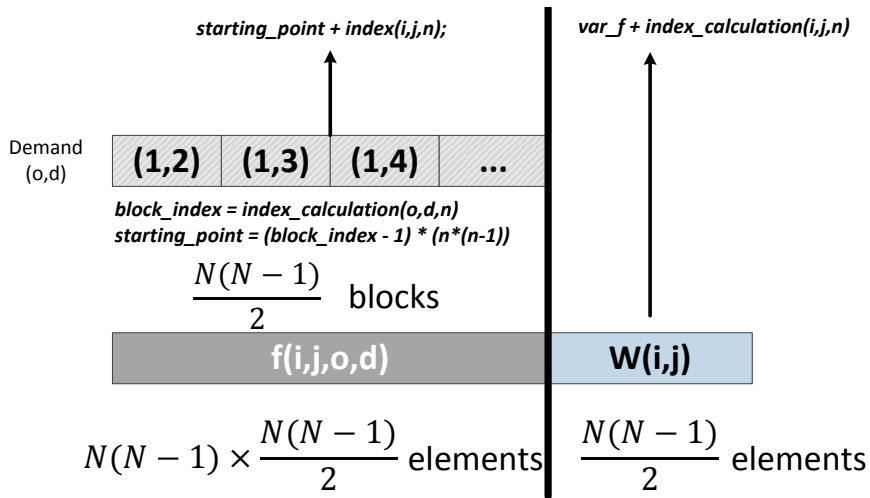 starting_point + index(i,j,n);
var_f + index_calculation(i,j,n)
Demand
(o,d)
(1,2) (1,3) (1,4) ...
block_index = index_calculation(o,d,n)
starting_point = (block_index - 1) * (n*(n-1))
N(N − 1)
2
blocks
f(i,j,o,d) W(i,j)
N(N − 1) × N(N − 1)
2
elements
N(N − 1)
2
elements